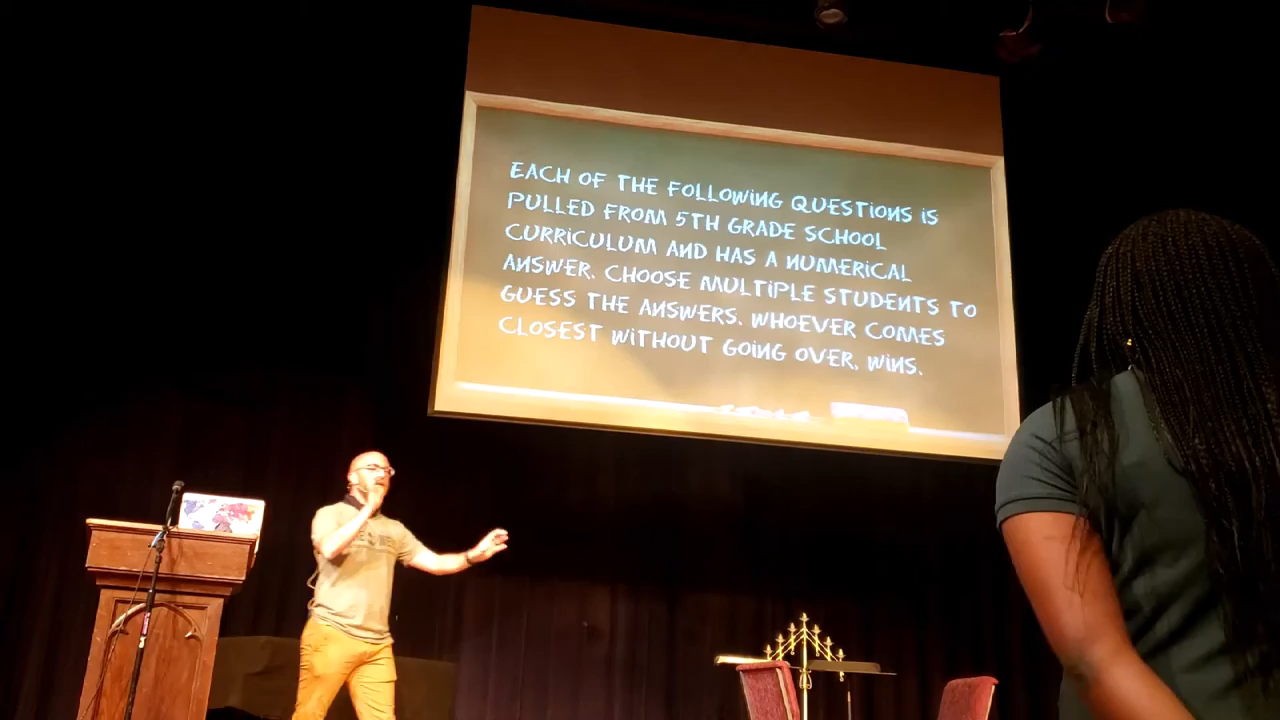 EACH OF THE FOLLOWING QUESTIONS IS
PULLED FROM 5TH GRADE SCHOOL
CURRICULUM AND HAS A NUMERICAL
ANSWER. CHOOSE MULTIPLE STUDENTS TO
GUESS THE ANSWERS. WHOEVER COMES
CLOSEST WITHOUT GOING OVER, WINS.